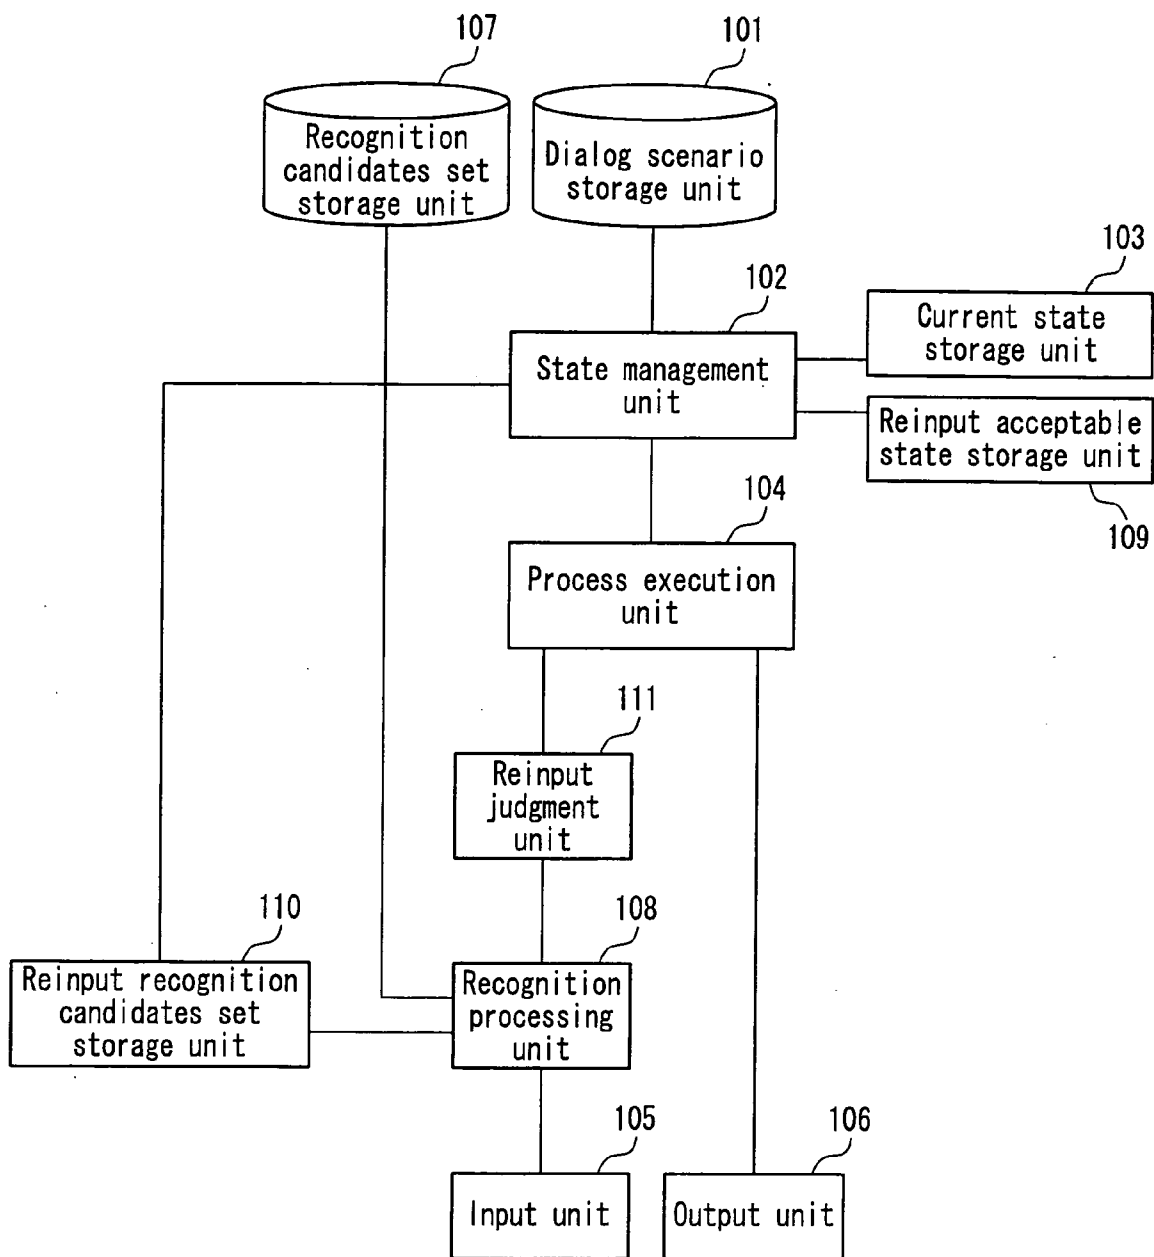 107
101
Recognition
candidates set
storage unit
Dialog scenario
storage unit
103
102
Current state
storage unit
State management
unit
Reinput acceptable
state storage unit
104
109
Process execution
unit
111
Reinput
judgment
unit
110
108
Reinput recognition
candidates set
storage unit
Recognition
processing
unit
105
106
Input unit
Output unit